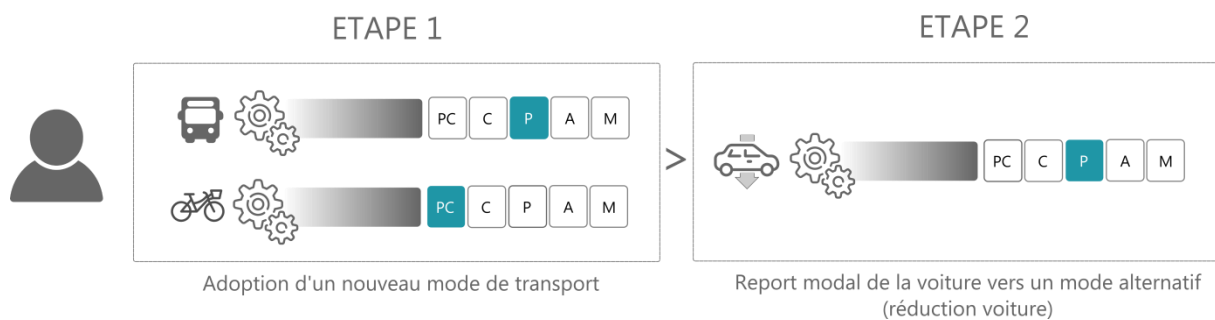 ETAPE 1
PC C P A M
PC C P A M
Adoption d'un nouveau mode de transport
>
ETAPE 2
PC C P A M
Report modal de la voiture vers un mode alternatif
(réduction voiture)